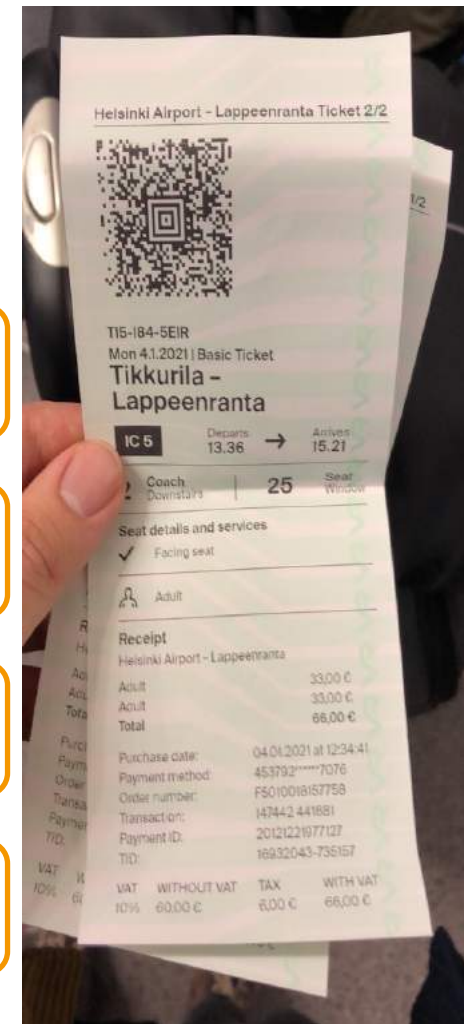 Helsinki Airport - Lappeenranta Ticket 2/2
1/2
T15-I84-5EIR
Mon 4.1.2021 | Basic Ticket
Tikkurila –
Lappeenranta
IC 5 Departs 13.36 → Arrives 15.21
2 Coach Downstairs | 25 Seat Window
Seat details and services
✓ Facing seat
Adult
Receipt
Helsinki Airport - Lappeenranta
Adult 33,00 €
Adult 33,00 €
Total 66,00 €
Purchase date: 04.01.2021 at 12:34:41
Payment method: 453792******7076
Order number: F5010018157758
Transaction: 147442 441681
Payment ID: 20121221977127
TID: 16932043-735157
VAT WITHOUT VAT TAX WITH VAT
10% 60,00 € 6,00 € 66,00 €